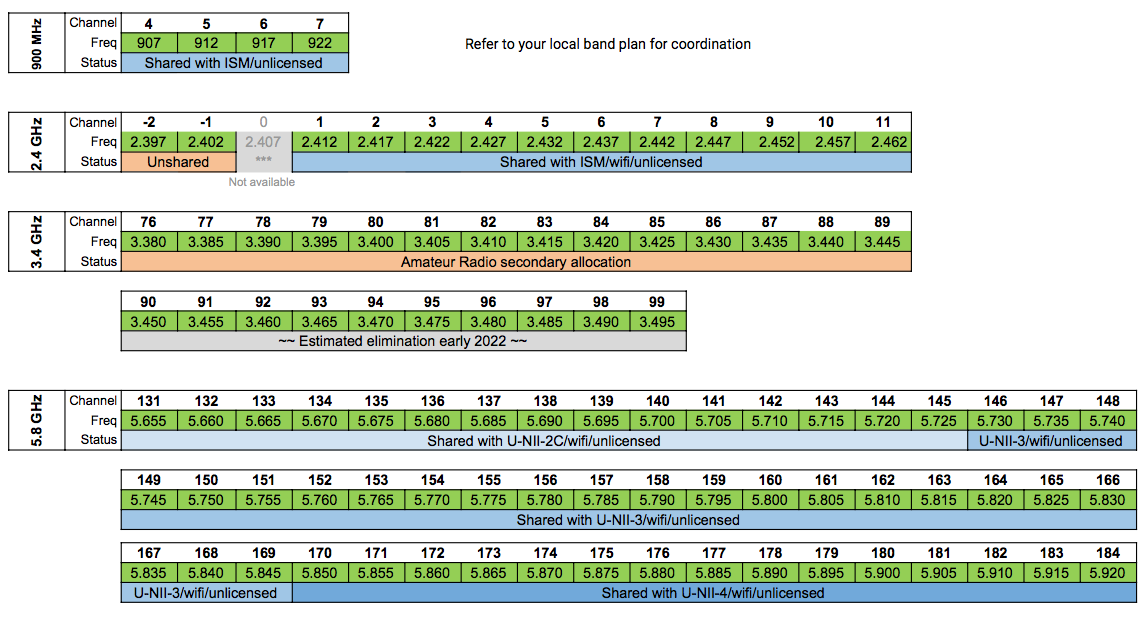 900 MHz
Channel 4 5 6 7
Freq 907 912 917 922
Status Shared with ISM/unlicensed
Refer to your local band plan for coordination
2.4 GHz
Channel -2 -1 0 1 2 3 4 5 6 7 8 9 10 11
Freq 2.397 2.402 2.407 2.412 2.417 2.422 2.427 2.432 2.437 2.442 2.447 2.452 2.457 2.462
Status Unshared *** Shared with ISM/wifi/unlicensed
Not available
3.4 GHz
Channel 76 77 78 79 80 81 82 83 84 85 86 87 88 89
Freq 3.380 3.385 3.390 3.395 3.400 3.405 3.410 3.415 3.420 3.425 3.430 3.435 3.440 3.445
Status Amateur Radio secondary allocation
90 91 92 93 94 95 96 97 98 99
3.450 3.455 3.460 3.465 3.470 3.475 3.480 3.485 3.490 3.495
~~ Estimated elimination early 2022 ~~
5.8 GHz
Channel 131 132 133 134 135 136 137 138 139 140 141 142 143 144 145 146 147 148
Freq 5.655 5.660 5.665 5.670 5.675 5.680 5.685 5.690 5.695 5.700 5.705 5.710 5.715 5.720 5.725 5.730 5.735 5.740
Status Shared with U-NII-2C/wifi/unlicensed U-NII-3/wifi/unlicensed
149 150 151 152 153 154 155 156 157 158 159 160 161 162 163 164 165 166
5.745 5.750 5.755 5.760 5.765 5.770 5.775 5.780 5.785 5.790 5.795 5.800 5.805 5.810 5.815 5.820 5.825 5.830
Shared with U-NII-3/wifi/unlicensed
167 168 169 170 171 172 173 174 175 176 177 178 179 180 181 182 183 184
5.835 5.840 5.845 5.850 5.855 5.860 5.865 5.870 5.875 5.880 5.885 5.890 5.895 5.900 5.905 5.910 5.915 5.920
U-NII-3/wifi/unlicensed Shared with U-NII-4/wifi/unlicensed